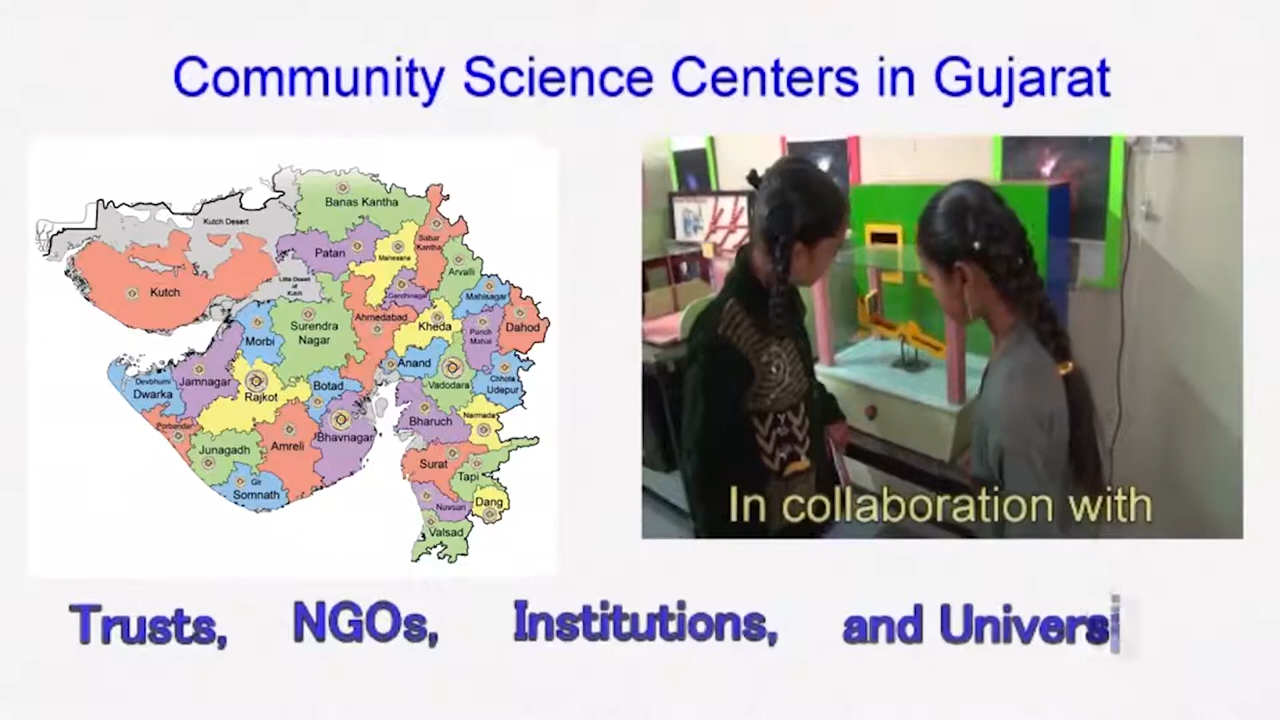 Community Science Centers in Gujarat
Kutch Desert
Banas Kantha
Sabar
Kantha
Patan
Mahesana
Arvalli
Kutch
Little Desert
of
Kutch
Gandhinagar
Mahisagar
Ahmedabad
Kheda
Dahod
Surendra
Nagar
Morbi
Panch
Mahal
Anand
Vadodara
Chhota
Udepur
Devbhumi
Dwarka
Jamnagar
Rajkot
Botad
Bharuch
Narmada
Porbandar
Junagadh
Amreli
Bhavnagar
Surat
Tapi
Gir
Somnath
Navsari
Dang
Valsad
In collaboration with
Trusts, NGOs, Institutions, and Universi